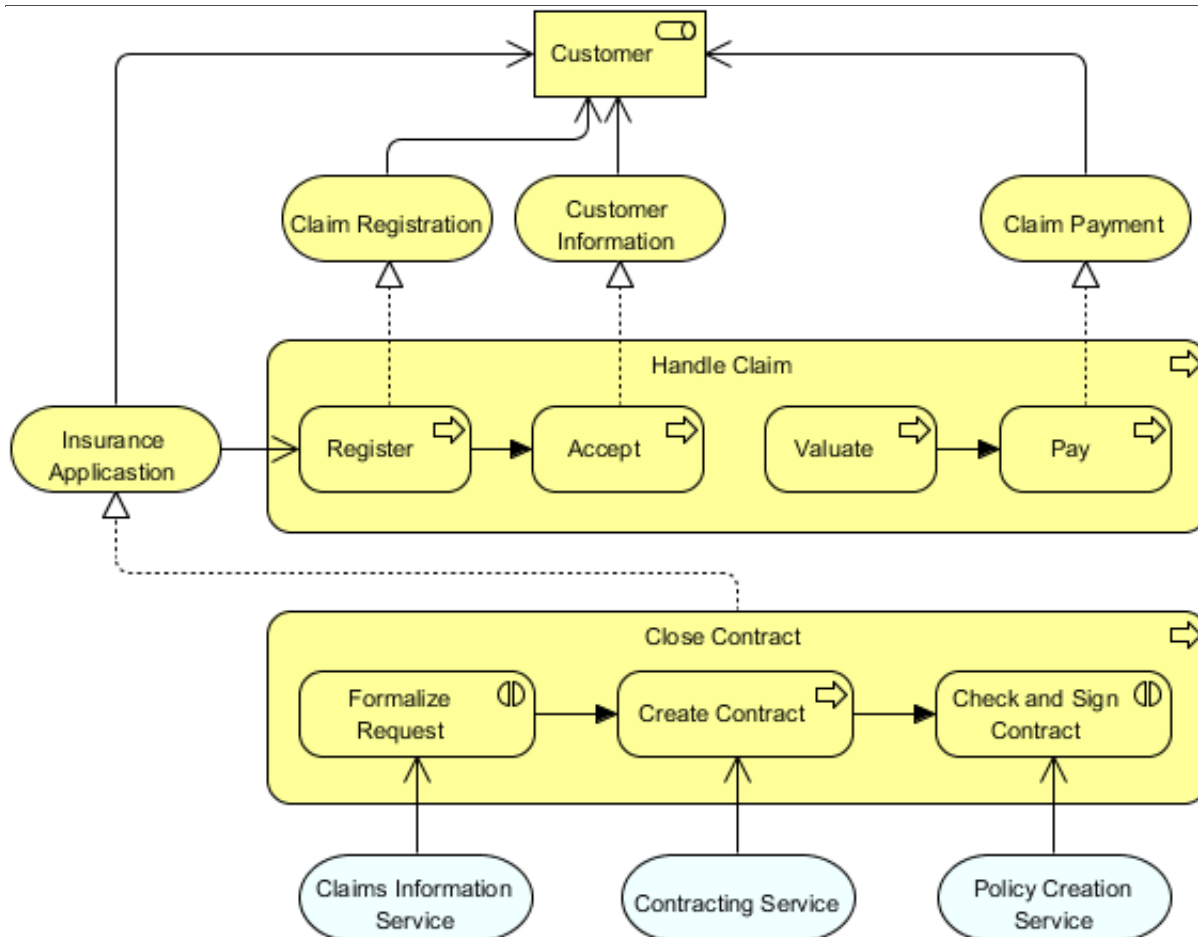 Customer
Claim Registration
Customer
Information
Claim Payment
Handle Claim
Insurance
Applicastion
Register
Accept
Valuate
Pay
Close Contract
Formalize
Request
Create Contract
Check and Sign
Contract
Claims Information
Service
Contracting Service
Policy Creation
Service